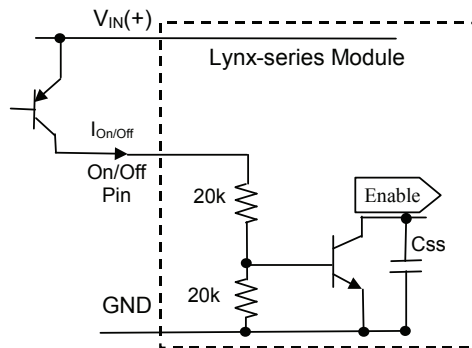 VIN(+)
Lynx-series Module
IOn/Off
On/Off
Pin
20k
Enable
Css
20k
GND